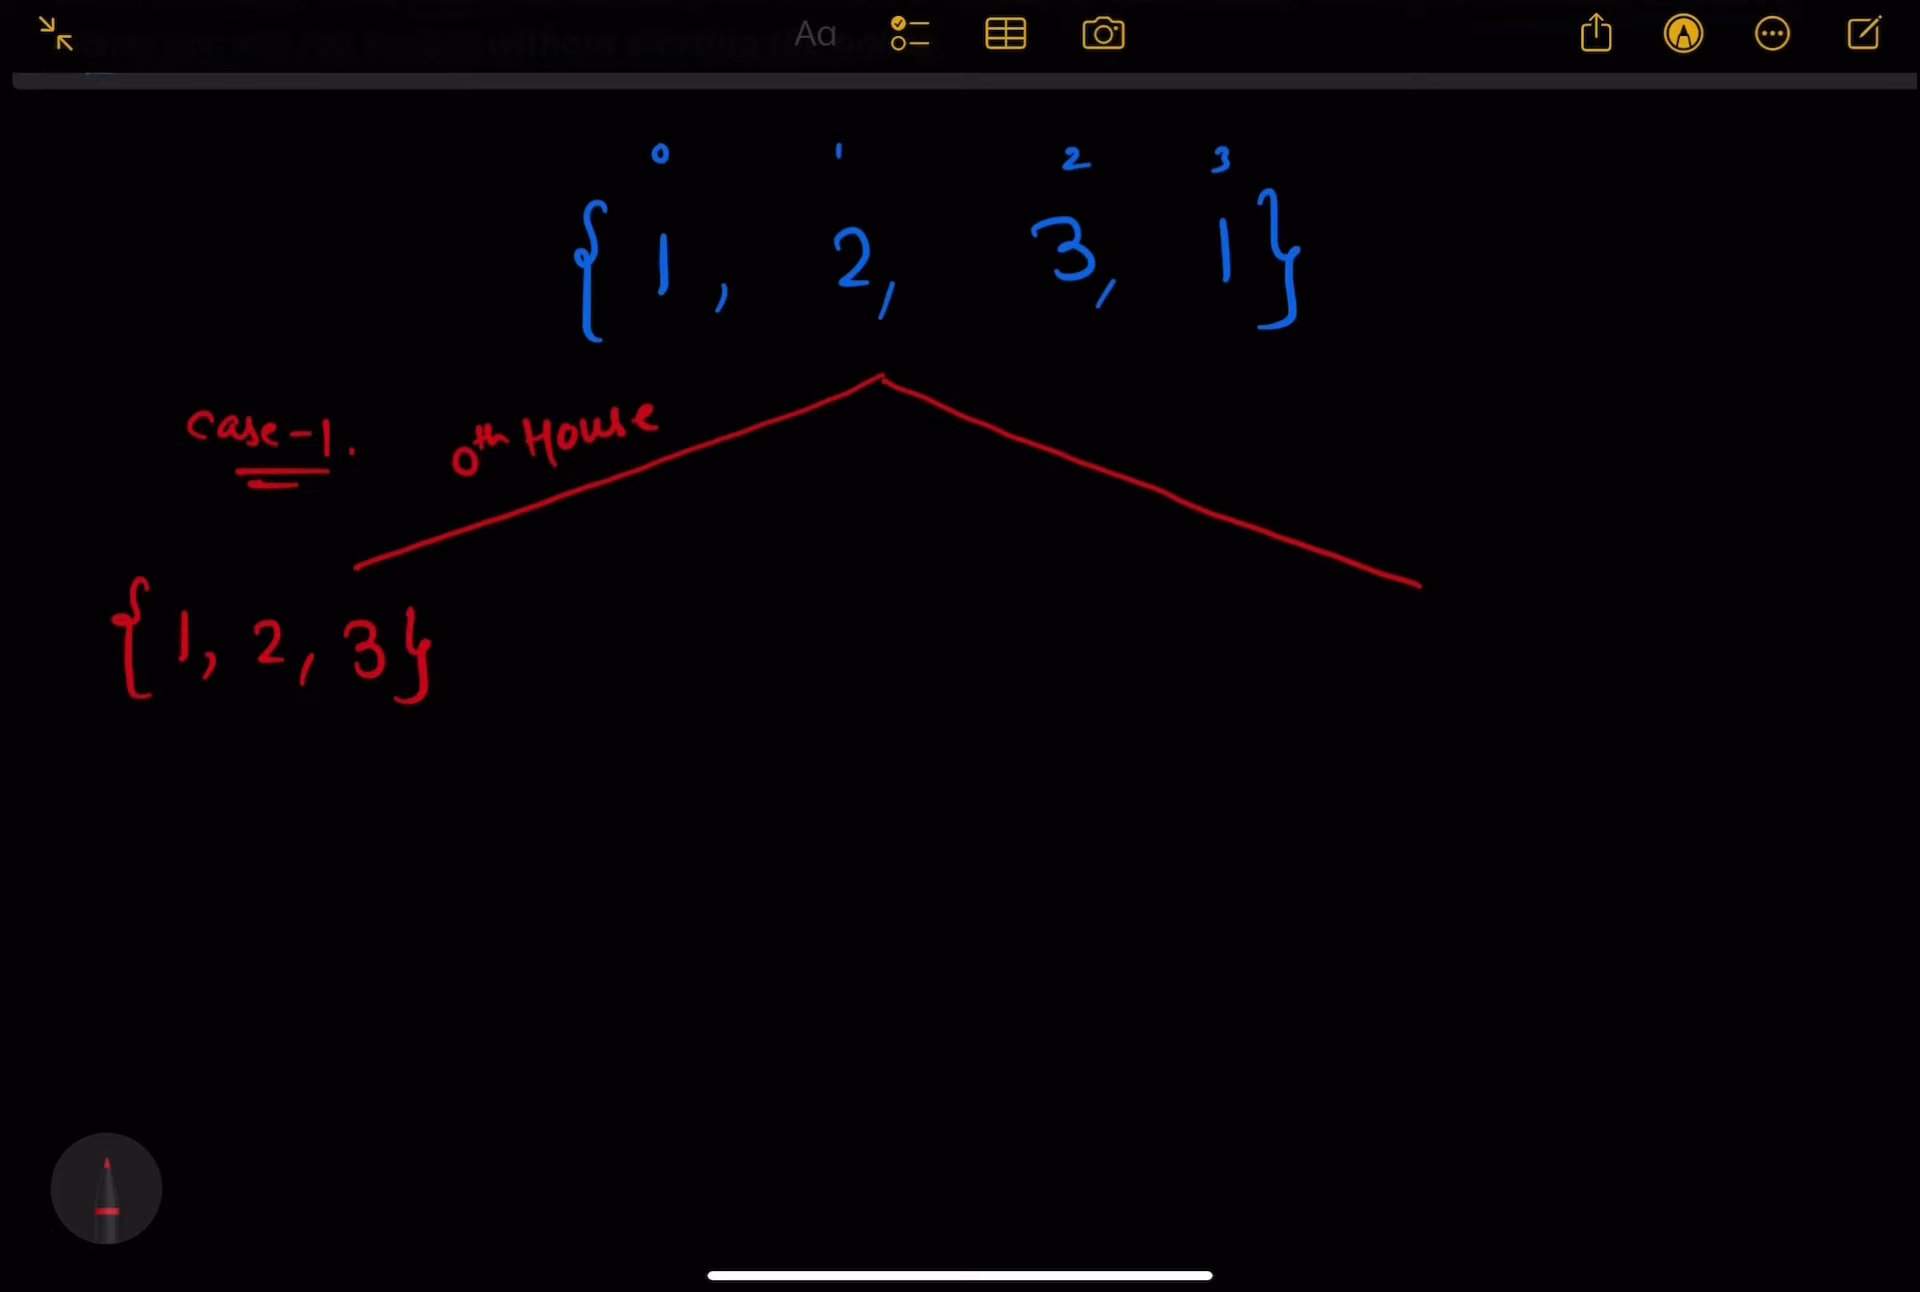 Aa
0 1 2 3
{ 1 , 2, 3, 1 }
Case-1. 0th House
{ 1, 2, 3 }